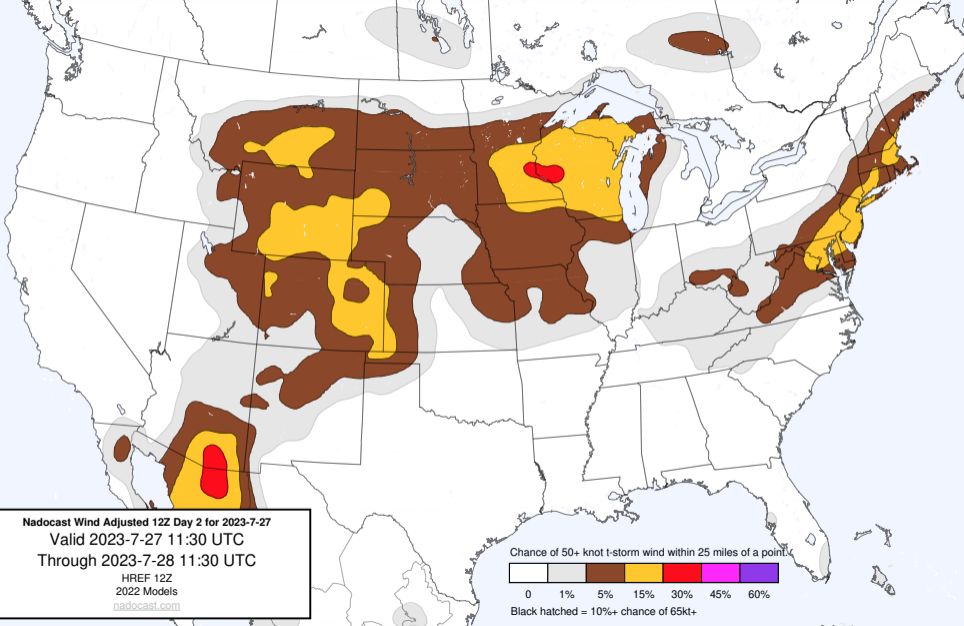 Nadocast Wind Adjusted 12Z Day 2 for 2023-7-27
Valid 2023-7-27 11:30 UTC
Through 2023-7-28 11:30 UTC
HREF 12Z
2022 Models
nadocast.com
Chance of 50+ knot t-storm wind within 25 miles of a point.
0 1% 5% 15% 30% 45% 60%
Black hatched = 10%+ chance of 65kt+